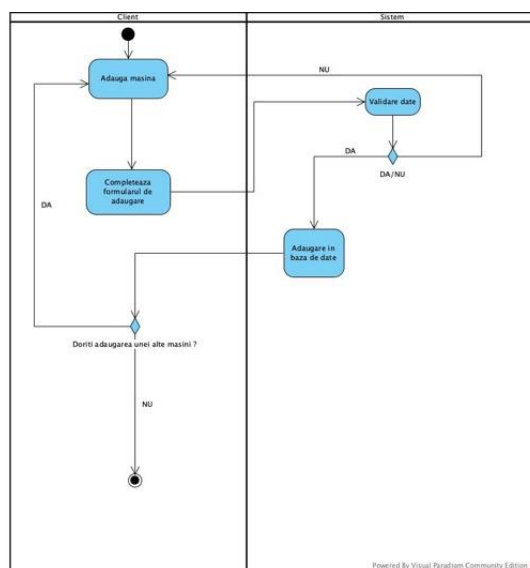 Client
Sistem
Adauga masina
NU
Validare date
DA
DA/NU
Completeaza
formularul de
adaugare
DA
Adaugare in
baza de date
Doriti adaugarea unei alte masini ?
NU
Powered By Visual Paradigm Community Edition